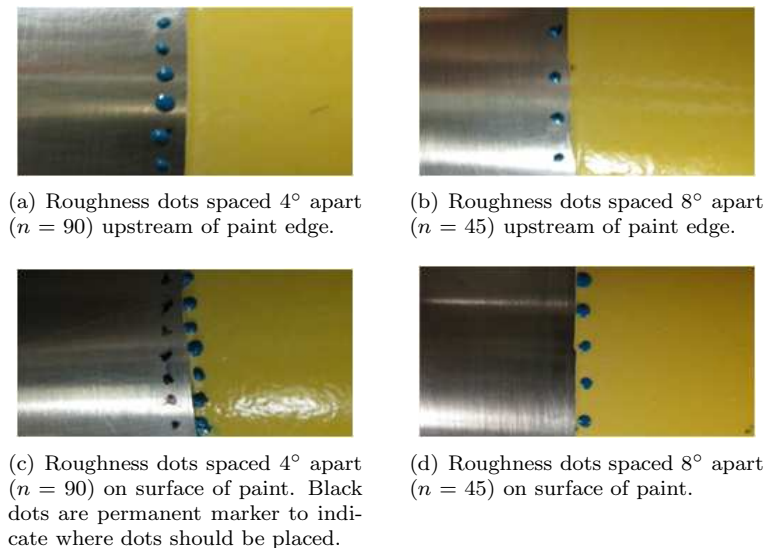 (a) Roughness dots spaced 4° apart
(n = 90) upstream of paint edge.
(b) Roughness dots spaced 8° apart
(n = 45) upstream of paint edge.
(c) Roughness dots spaced 4° apart
(n = 90) on surface of paint. Black
dots are permanent marker to indi-
cate where dots should be placed.
(d) Roughness dots spaced 8° apart
(n = 45) on surface of paint.